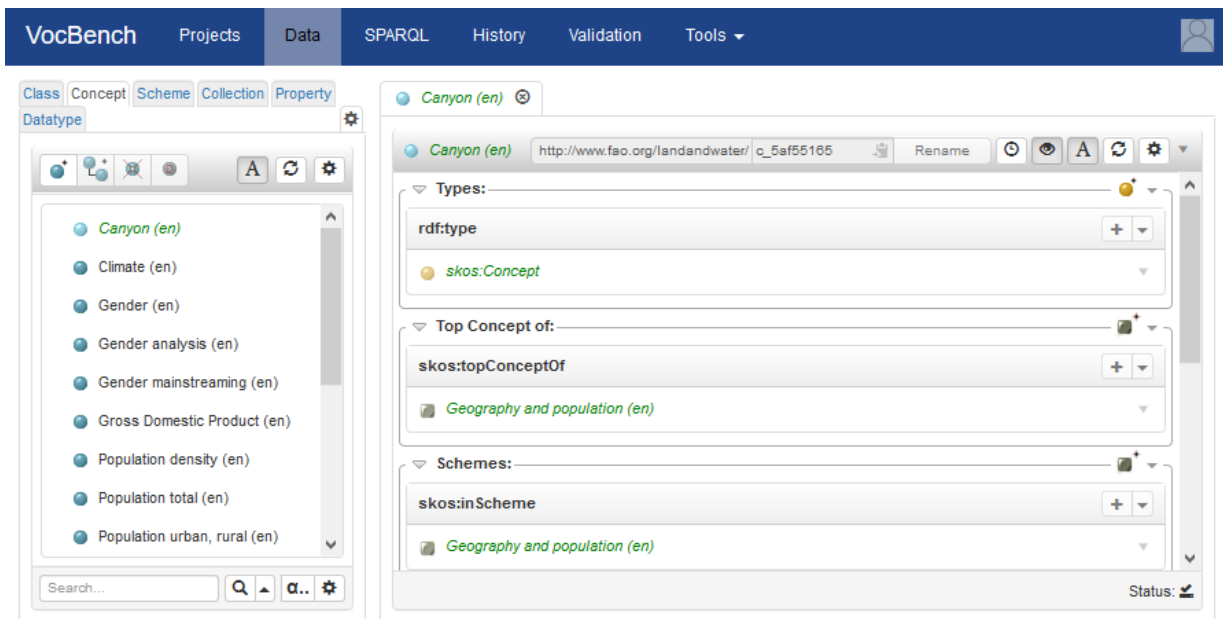 VocBench Projects Data SPARQL History Validation Tools
Class Concept Scheme Collection Property
Datatype
A
Canyon (en)
Climate (en)
Gender (en)
Gender analysis (en)
Gender mainstreaming (en)
Gross Domestic Product (en)
Population density (en)
Population total (en)
Population urban, rural (en)
Search... α..
Canyon (en)
Canyon (en) http://www.fao.org/landandwater/ c_5af55165 Rename A
Types:
rdf:type
skos:Concept
Top Concept of:
skos:topConceptOf
Geography and population (en)
Schemes:
skos:inScheme
Geography and population (en)
Status: